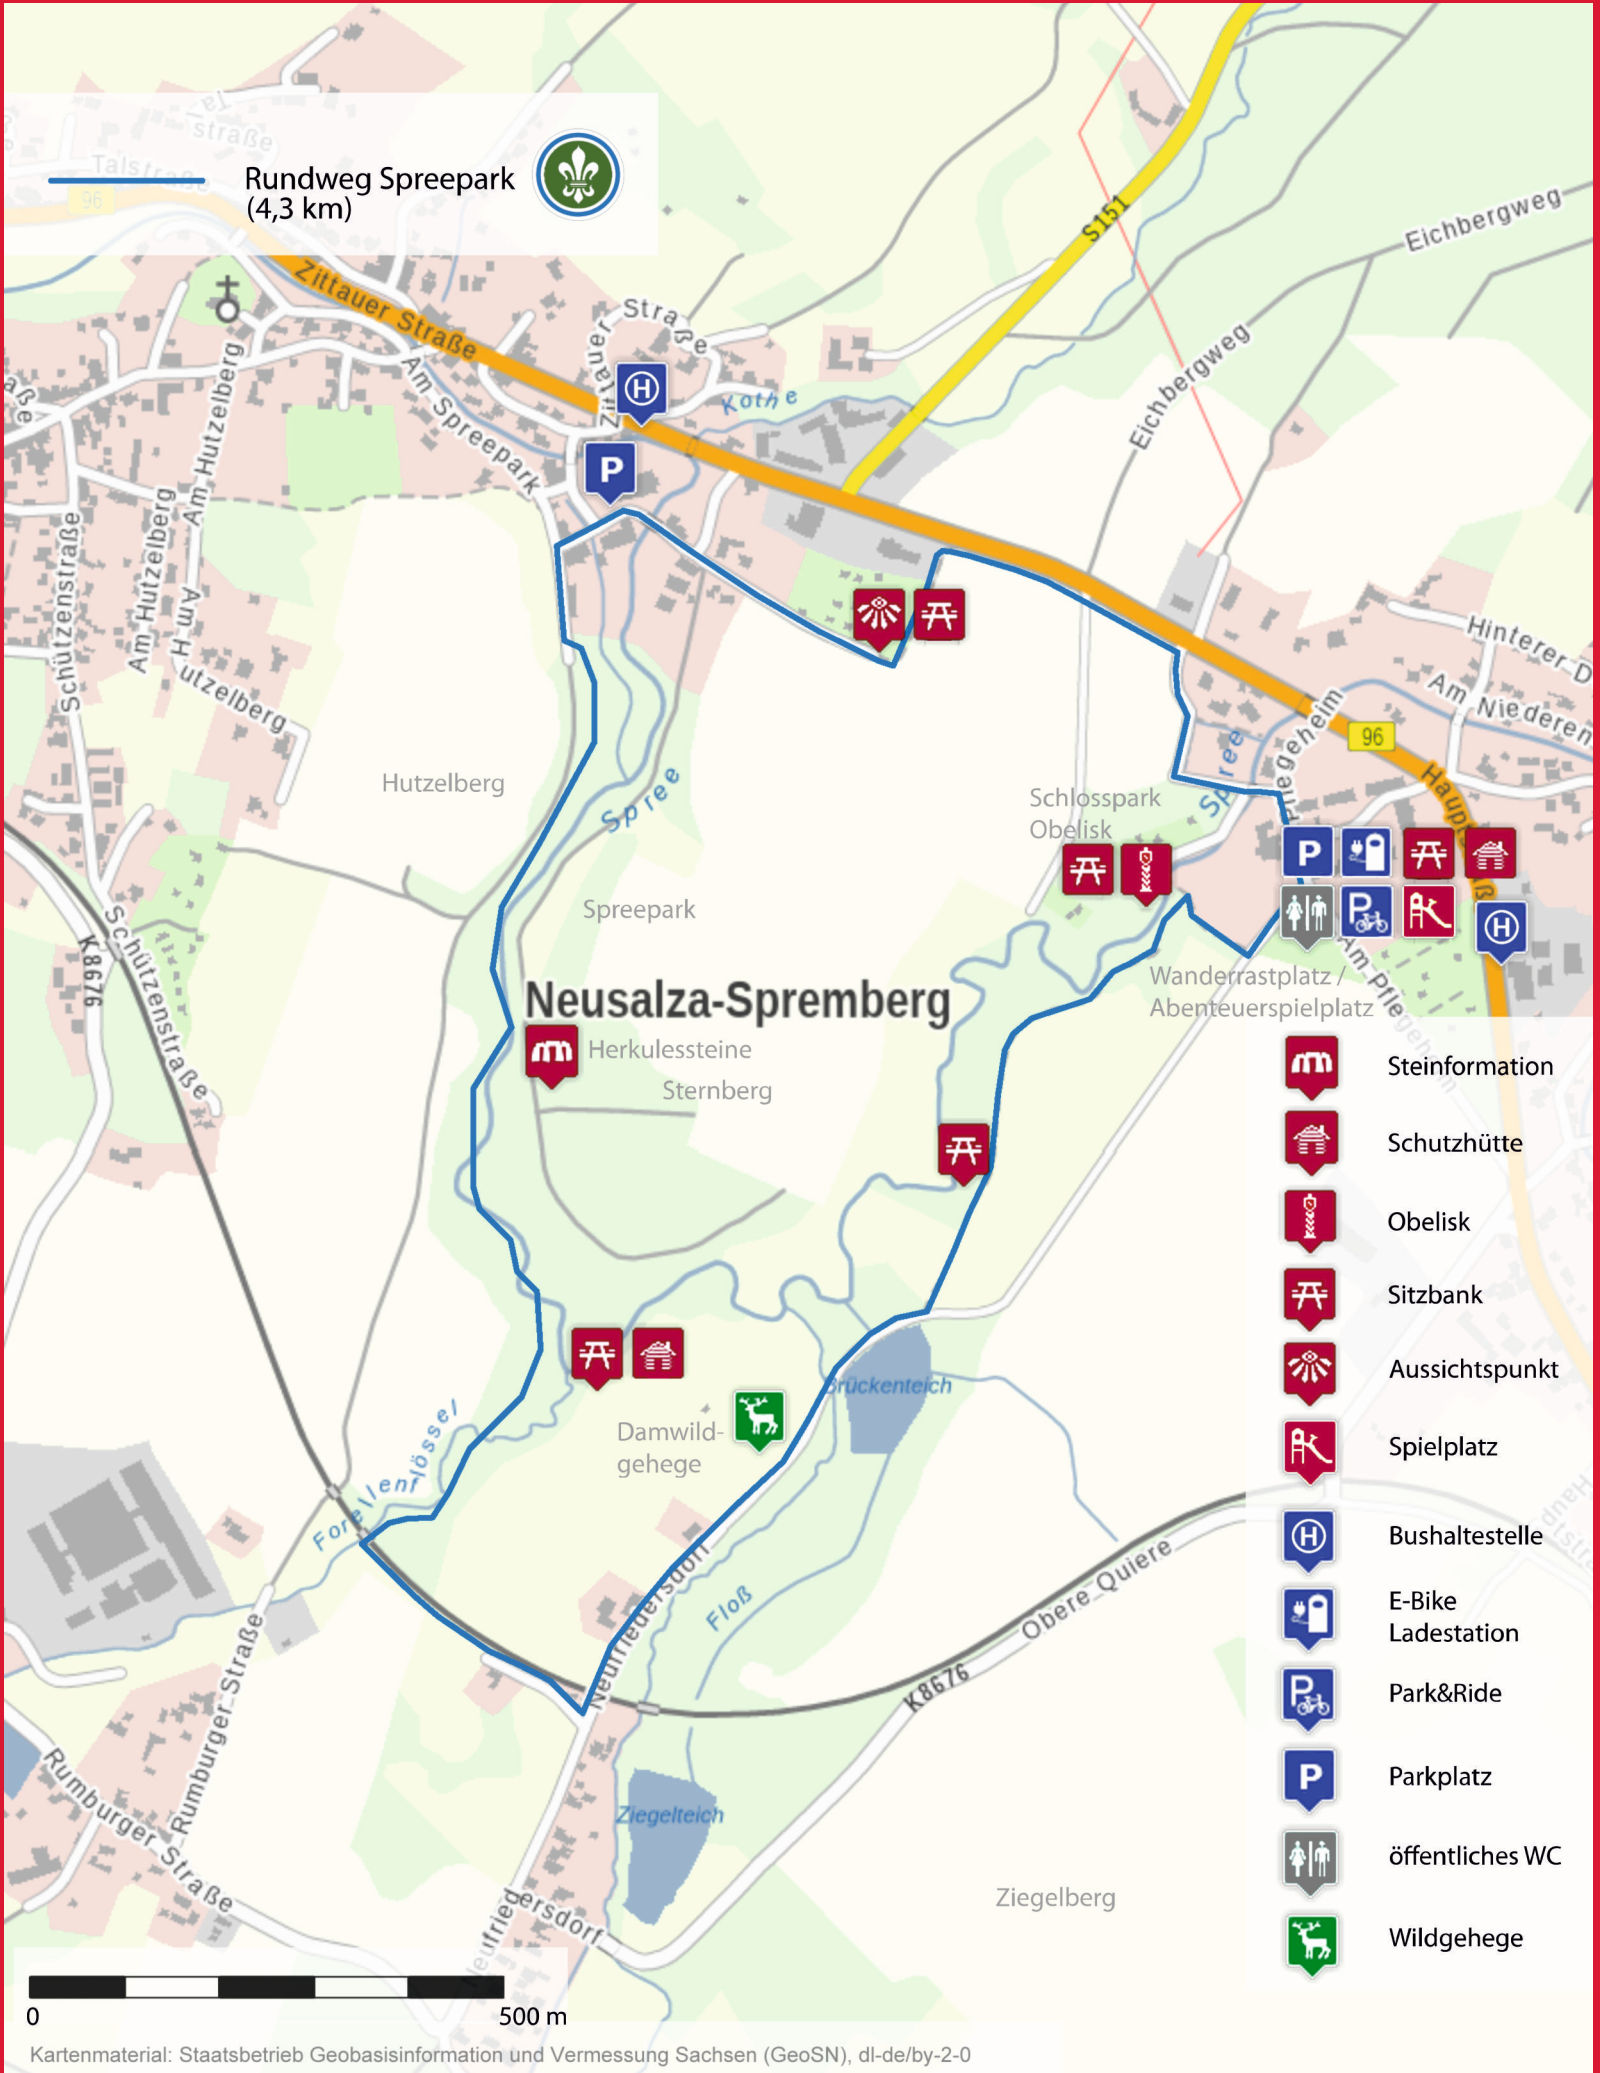 straße
Talstraße
96
Rundweg Spreepark
(4,3 km)
S151
Eichbergweg
Zittauer Straße
Zittauer Straße
H
Am Spreepark
Kothe
Eichbergweg
P
aße
Am Hutzelberg
Am Hutzelberg
Am Hutzelberg
Schützenstraße
Hinterer D
Am Niederen
Pflegeheim
96
Haupt
Spree
Spree
Hutzelberg
Schlosspark
Obelisk
P
P
H
Spreepark
Schützenstraße
K8676
Am Pflegeheim
Wanderrastplatz /
Abenteuerspielplatz
Neusalza-Spremberg
Herkulessteine
Sternberg
Steinformation
Schutzhütte
Obelisk
Sitzbank
Aussichtspunkt
Spielplatz
H
Bushaltestelle
E-Bike
Ladestation
P
Park&Ride
P
Parkplatz
öffentliches WC
Wildgehege
Brückenteich
Damwild-
gehege
Forellenflössel
Neufriedersdorf
Floß
Obere Quiere
K8676
Hauptstra
Rumburger Straße
Rumburger Straße
Ziegelteich
Ziegelberg
Neufriedersdorf
0
500 m
Kartenmaterial: Staatsbetrieb Geobasisinformation und Vermessung Sachsen (GeoSN), dl-de/by-2-0